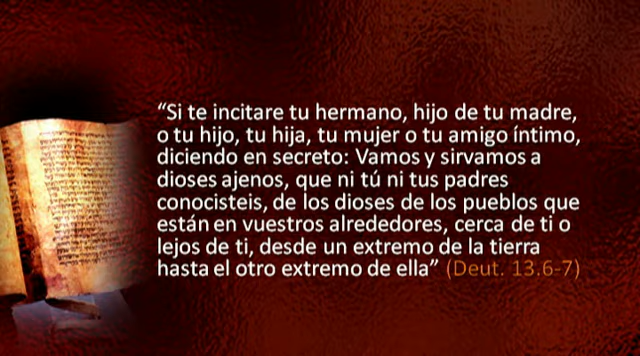 “Si te incitare tu hermano, hijo de tu madre,
o tu hijo, tu hija, tu mujer o tu amigo íntimo,
diciendo en secreto: Vamos y sirvamos a
dioses ajenos, que ni tú ni tus padres
conocisteis, de los dioses de los pueblos que
están en vuestros alrededores, cerca de ti o
lejos de ti, desde un extremo de la tierra
hasta el otro extremo de ella” (Deut. 13.6-7)